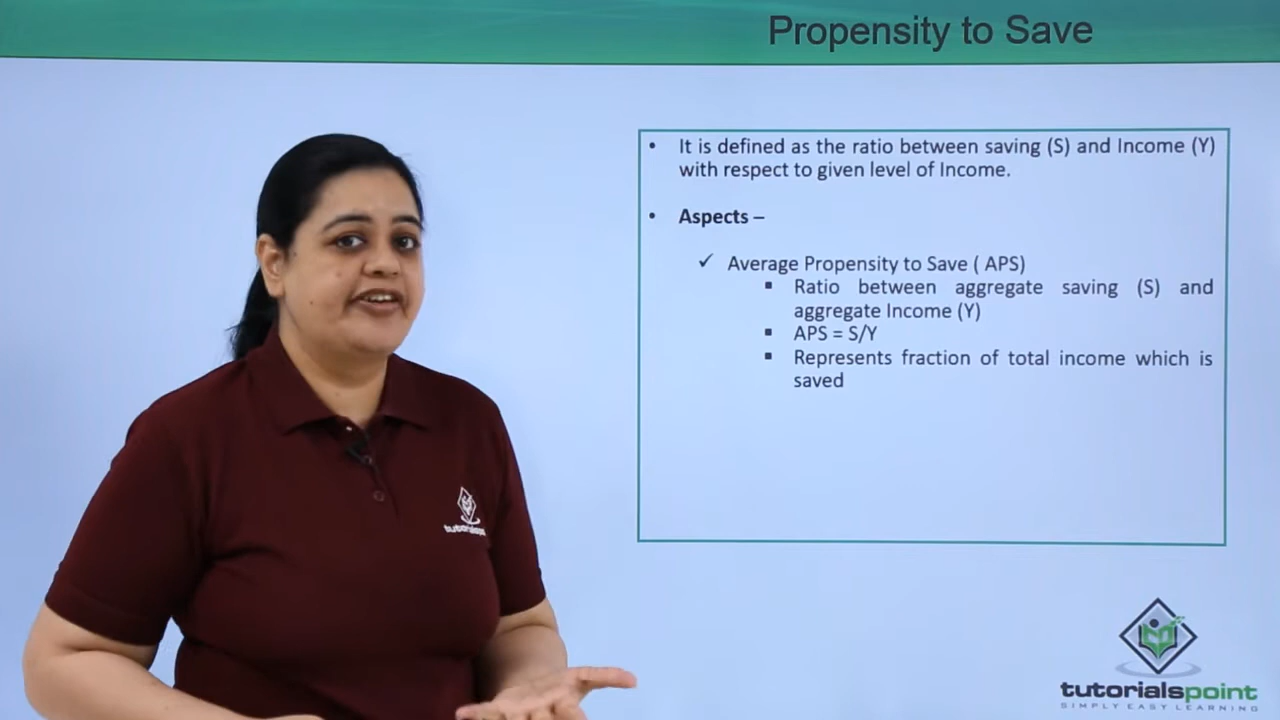 Propensity to Save
• It is defined as the ratio between saving (S) and Income (Y)
with respect to given level of Income.
• Aspects –
✓ Average Propensity to Save ( APS)
▪ Ratio between aggregate saving (S) and
aggregate Income (Y)
▪ APS = S/Y
▪ Represents fraction of total income which is
saved
tutorialspoint
SIMPLY EASY LEARNING